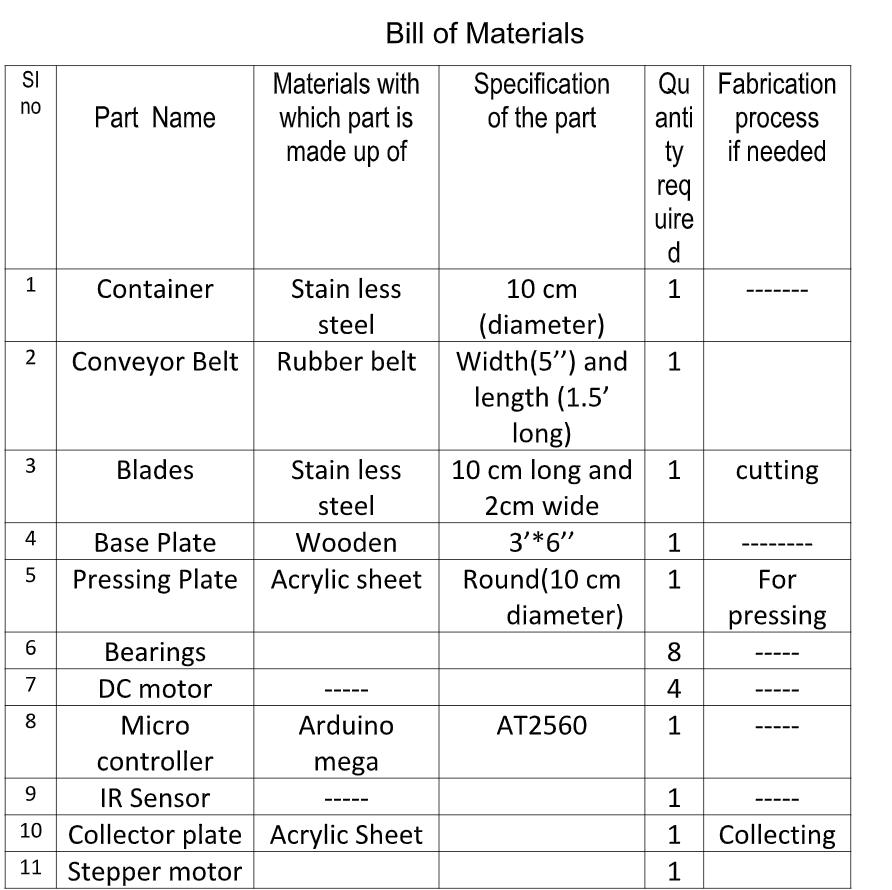 Bill of Materials
Sl no | Part Name | Materials with which part is made up of | Specification of the part | Quantity required | Fabrication process if needed
1 | Container | Stain less steel | 10 cm (diameter) | 1 | -------
2 | Conveyor Belt | Rubber belt | Width(5’’) and length (1.5’ long) | 1 |
3 | Blades | Stain less steel | 10 cm long and 2cm wide | 1 | cutting
4 | Base Plate | Wooden | 3’*6’’ | 1 | --------
5 | Pressing Plate | Acrylic sheet | Round(10 cm diameter) | 1 | For pressing
6 | Bearings | | | 8 | -----
7 | DC motor | ----- | | 4 | -----
8 | Micro controller | Arduino mega | AT2560 | 1 | -----
9 | IR Sensor | ----- | | 1 | -----
10 | Collector plate | Acrylic Sheet | | 1 | Collecting
11 | Stepper motor | | | 1 |